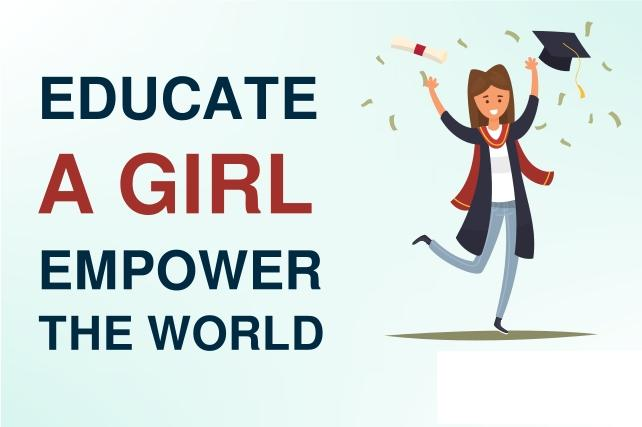 EDUCATE
A GIRL
EMPOWER
THE WORLD